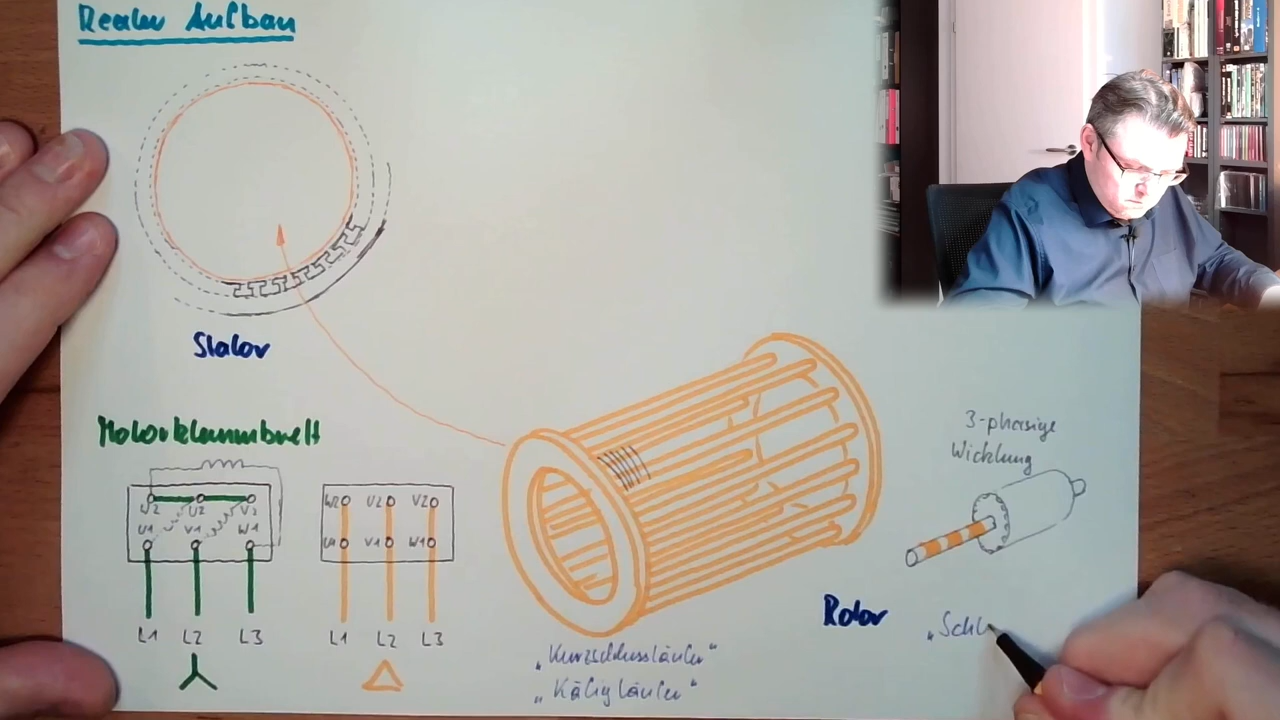 Realer Aufbau
Stator
Motorklemmbrett
W2 U2 V2
U1 V1 W1
L1 L2 L3
W2 U2 V2
U1 V1 W1
L1 L2 L3
„Kurzschlussläufer“
„Käfigläufer“
Rotor
3-phasige
Wicklung
„Schl